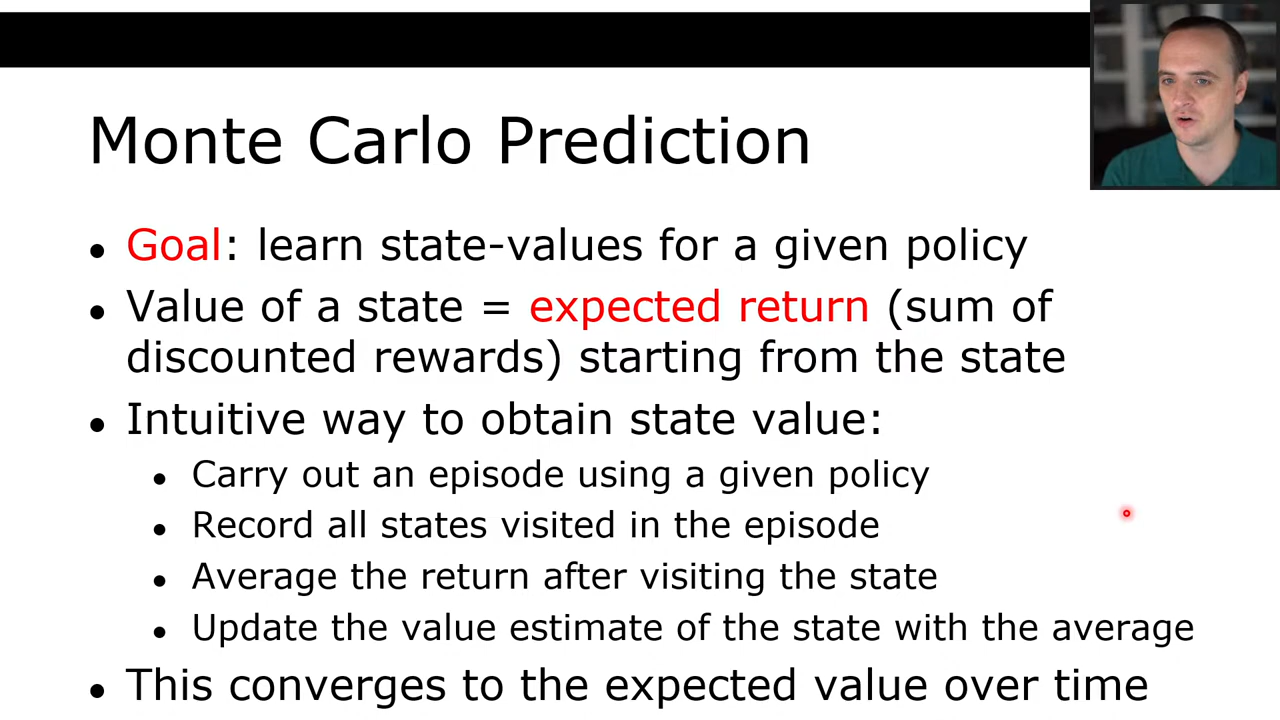 Monte Carlo Prediction
• Goal: learn state-values for a given policy
• Value of a state = expected return (sum of
discounted rewards) starting from the state
• Intuitive way to obtain state value:
• Carry out an episode using a given policy
• Record all states visited in the episode
• Average the return after visiting the state
• Update the value estimate of the state with the average
• This converges to the expected value over time